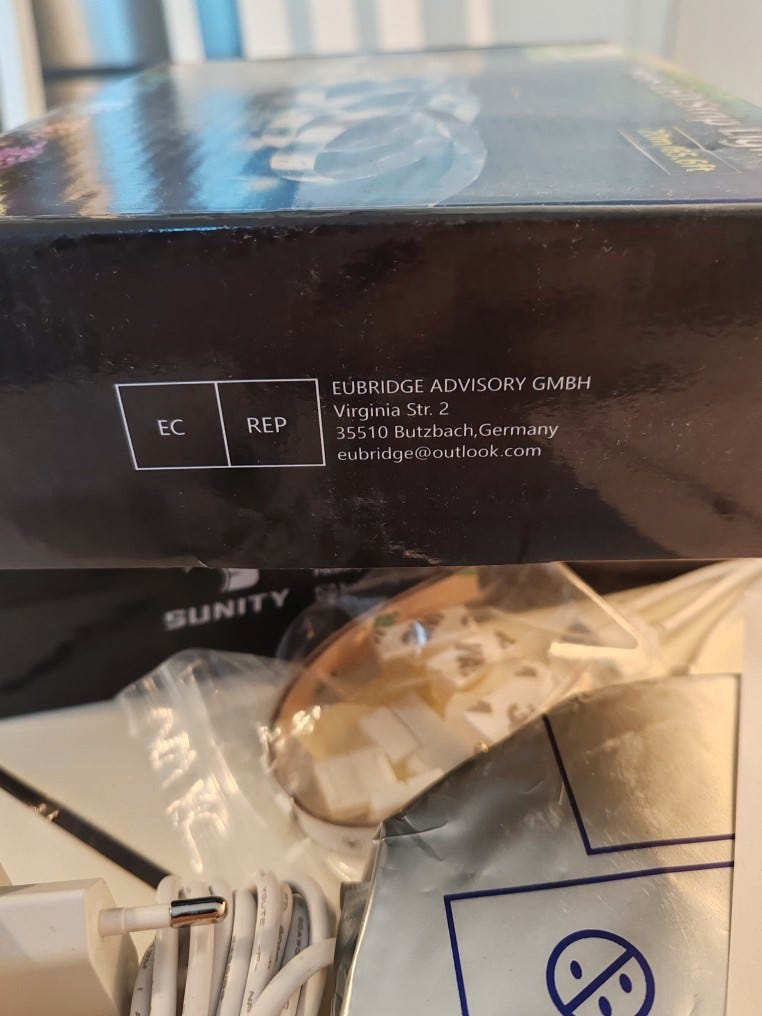 EC
REP
EUBRIDGE ADVISORY GMBH
Virginia Str. 2
35510 Butzbach,Germany
eubridge@outlook.com
SUNITY